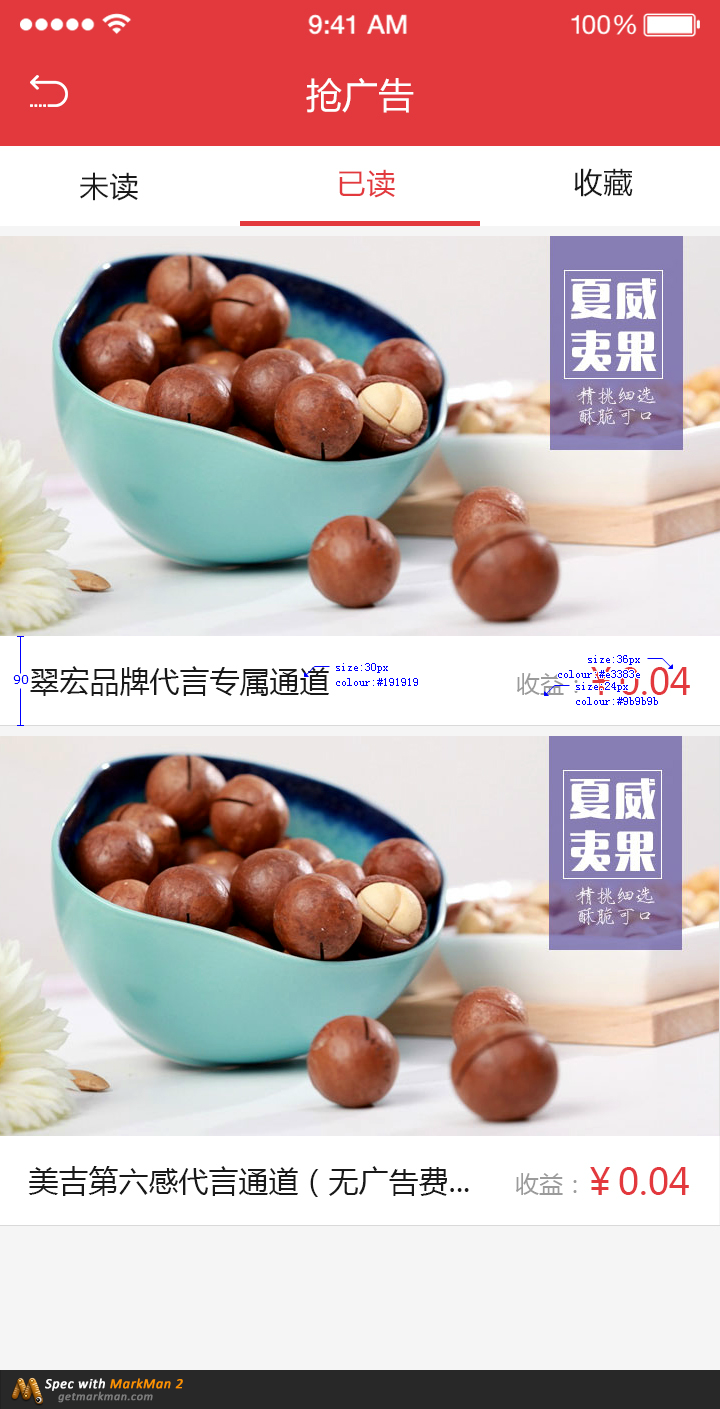 9:41 AM 100%
抢广告
未读 已读 收藏
夏威
夷果
精挑细选
酥脆可口
size:30px
size:36px
colour:#e3383e
90 翠宏品牌代言专属通道 收益：¥0.04
colour:#191919
size:24px
colour:#9b9b9b
夏威
夷果
精挑细选
酥脆可口
美吉第六感代言通道（无广告费... 收益：¥0.04
Spec with MarkMan 2
getmarkman.com